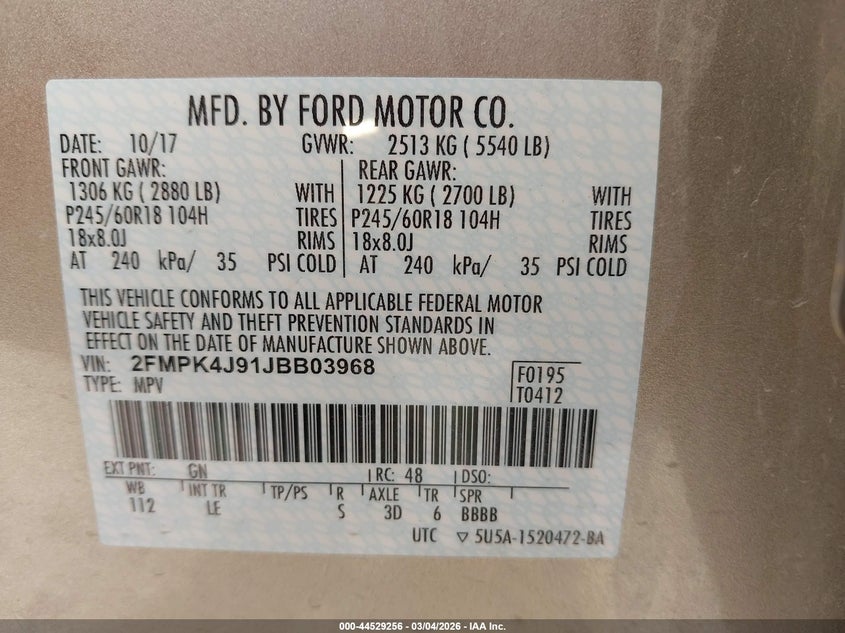 MFD. BY FORD MOTOR CO.
DATE: 10/17 GVWR: 2513 KG ( 5540 LB)
FRONT GAWR: REAR GAWR:
1306 KG ( 2880 LB) WITH 1225 KG ( 2700 LB) WITH
P245/60R18 104H TIRES P245/60R18 104H TIRES
18x8.0J RIMS 18x8.0J RIMS
AT 240 kPa/ 35 PSI COLD AT 240 kPa/ 35 PSI COLD
THIS VEHICLE CONFORMS TO ALL APPLICABLE FEDERAL MOTOR
VEHICLE SAFETY AND THEFT PREVENTION STANDARDS IN
EFFECT ON THE DATE OF MANUFACTURE SHOWN ABOVE.
VIN: 2FMPK4J91JBB03968 F0195
TYPE: MPV T0412
EXT PNT: GN RC: 48 DSO:
WB INT TR TP/PS R AXLE TR SPR
112 LE S 3D 6 BBBB
UTC ▽ 5U5A-1520472-BA
000-44529256 - 03/04/2026 - IAA Inc.